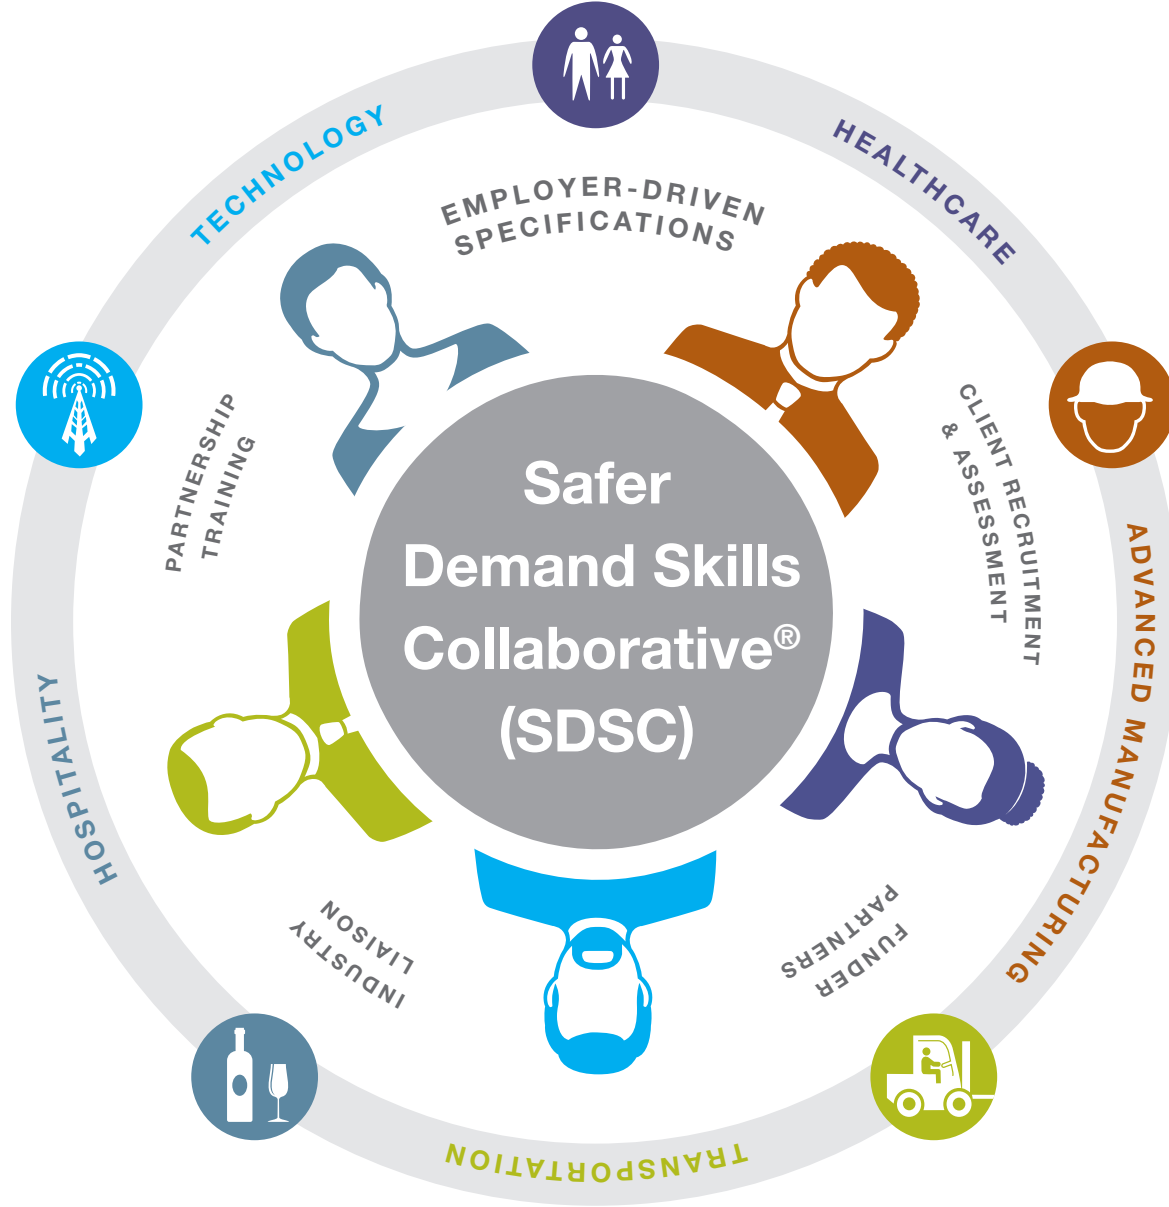 TECHNOLOGY
HEALTHCARE
EMPLOYER-DRIVEN
SPECIFICATIONS
PARTNERSHIP
TRAINING
CLIENT RECRUITMENT
& ASSESSMENT
Safer
Demand Skills
Collaborative®
(SDSC)
ADVANCED MANUFACTURING
HOSPITALITY
INDUSTRY
LIAISON
FUNDER
PARTNERS
TRANSPORTATION